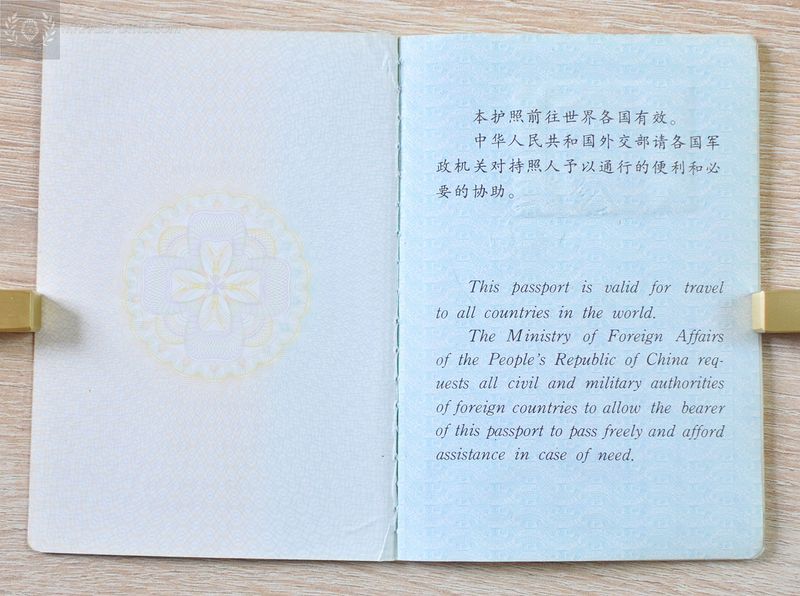 本护照前往世界各国有效。
中华人民共和国外交部请各国军
政机关对持照人予以通行的便利和必
要的协助。
This passport is valid for travel
to all countries in the world.
The Ministry of Foreign Affairs
of the People's Republic of China req-
uests all civil and military authorities
of foreign countries to allow the bearer
of this passport to pass freely and afford
assistance in case of need.